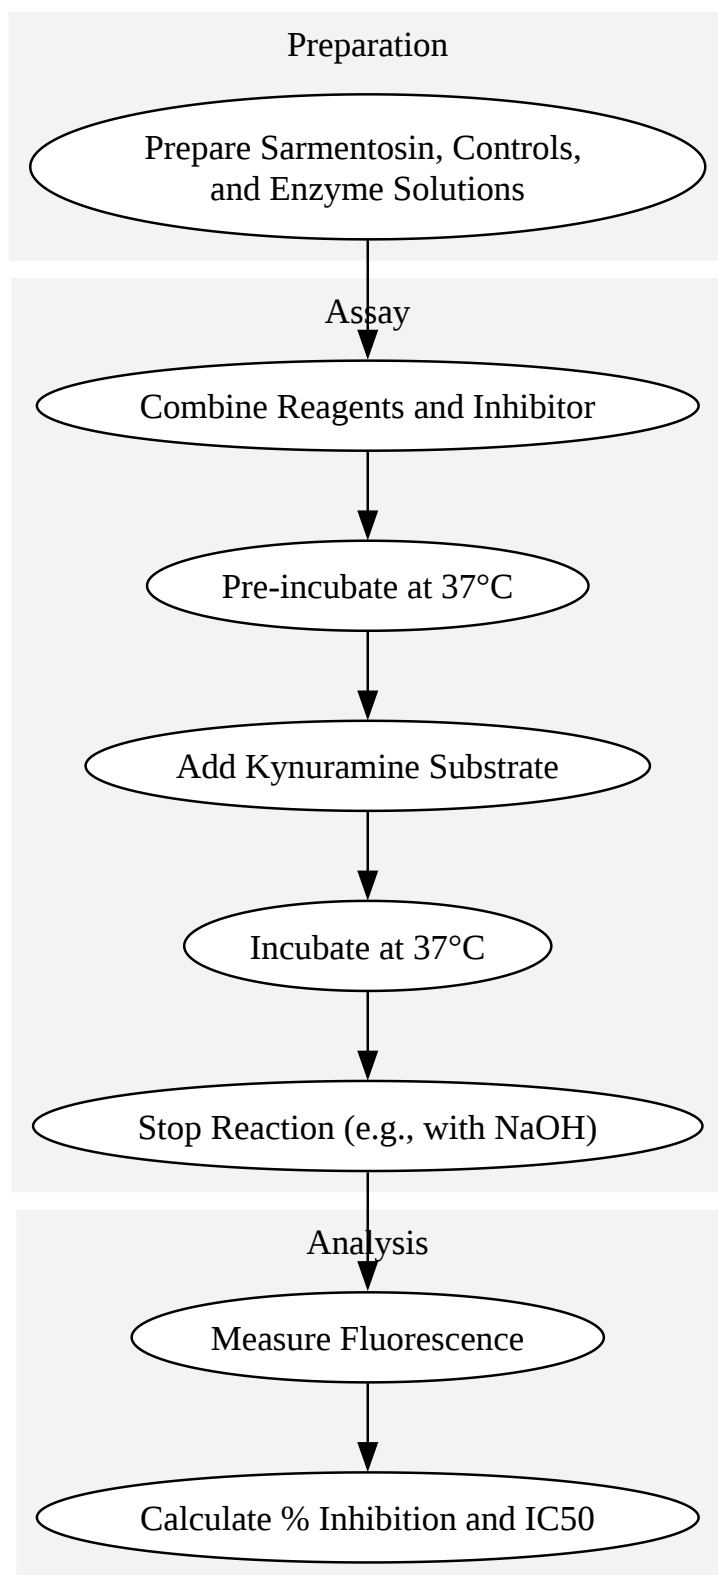 Preparation
Prepare Sarmentosin, Controls,
and Enzyme Solutions
Assay
Combine Reagents and Inhibitor
Pre-incubate at 37°C
Add Kynuramine Substrate
Incubate at 37°C
Stop Reaction (e.g., with NaOH)
Analysis
Measure Fluorescence
Calculate % Inhibition and IC50